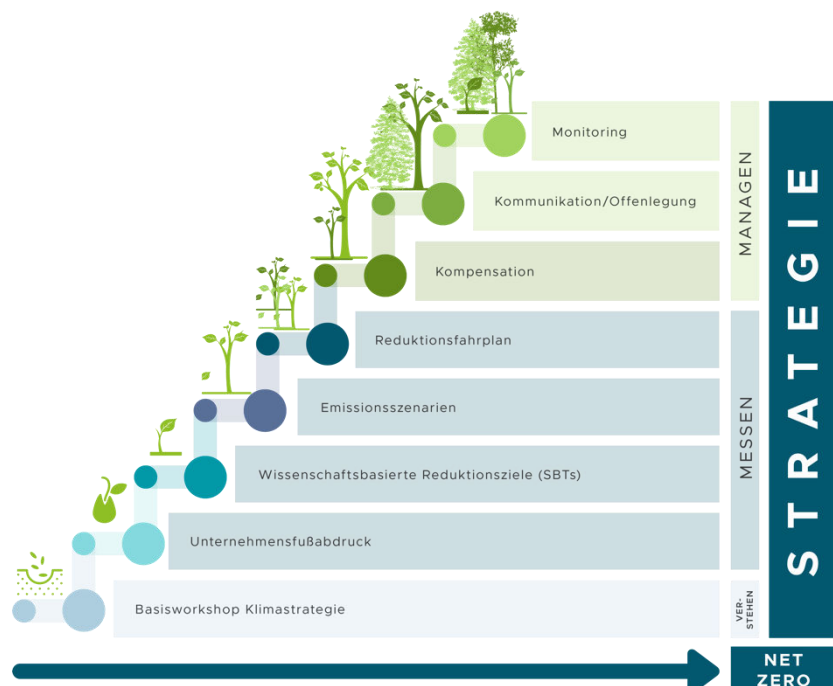 Monitoring
Kommunikation/Offenlegung
Kompensation
MANAGEN
Reduktionsfahrplan
Emissionsszenarien
Wissenschaftsbasierte Reduktionsziele (SBTs)
Unternehmensfußabdruck
MESSEN
Basisworkshop Klimastrategie
VER-
STEHEN
STRATEGIE
NET
ZERO